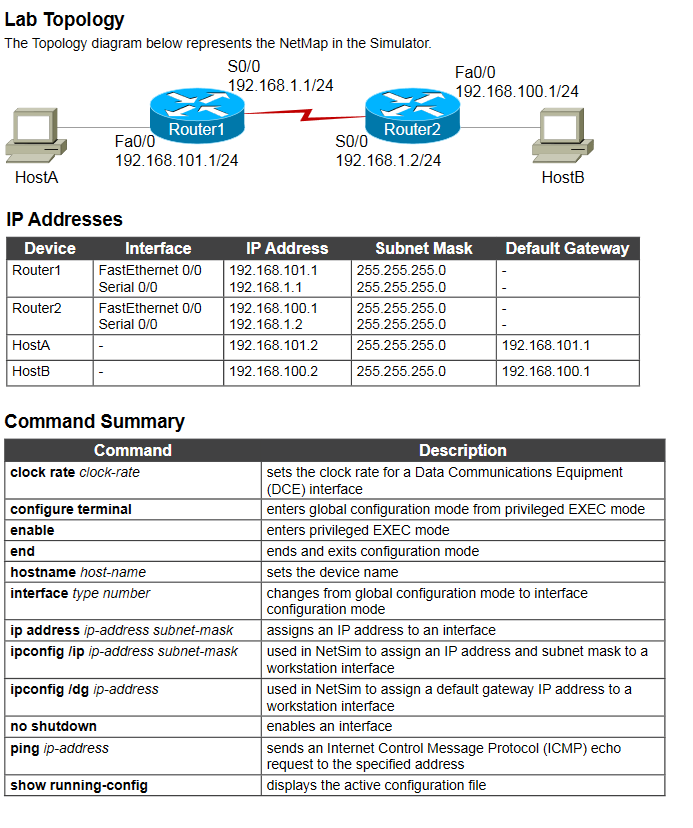 Lab Topology
The Topology diagram below represents the NetMap in the Simulator.
S0/0
192.168.1.1/24
Fa0/0
192.168.100.1/24
Router1
Router2
Fa0/0
192.168.101.1/24
S0/0
192.168.1.2/24
HostA
HostB
IP Addresses
Device Interface IP Address Subnet Mask Default Gateway
Router1 FastEthernet 0/0 192.168.101.1 255.255.255.0 -
Serial 0/0 192.168.1.1 255.255.255.0 -
Router2 FastEthernet 0/0 192.168.100.1 255.255.255.0 -
Serial 0/0 192.168.1.2 255.255.255.0 -
HostA - 192.168.101.2 255.255.255.0 192.168.101.1
HostB - 192.168.100.2 255.255.255.0 192.168.100.1
Command Summary
Command Description
clock rate clock-rate sets the clock rate for a Data Communications Equipment
(DCE) interface
configure terminal enters global configuration mode from privileged EXEC mode
enable enters privileged EXEC mode
end ends and exits configuration mode
hostname host-name sets the device name
interface type number changes from global configuration mode to interface
configuration mode
ip address ip-address subnet-mask assigns an IP address to an interface
ipconfig /ip ip-address subnet-mask used in NetSim to assign an IP address and subnet mask to a
workstation interface
ipconfig /dg ip-address used in NetSim to assign a default gateway IP address to a
workstation interface
no shutdown enables an interface
ping ip-address sends an Internet Control Message Protocol (ICMP) echo
request to the specified address
show running-config displays the active configuration file